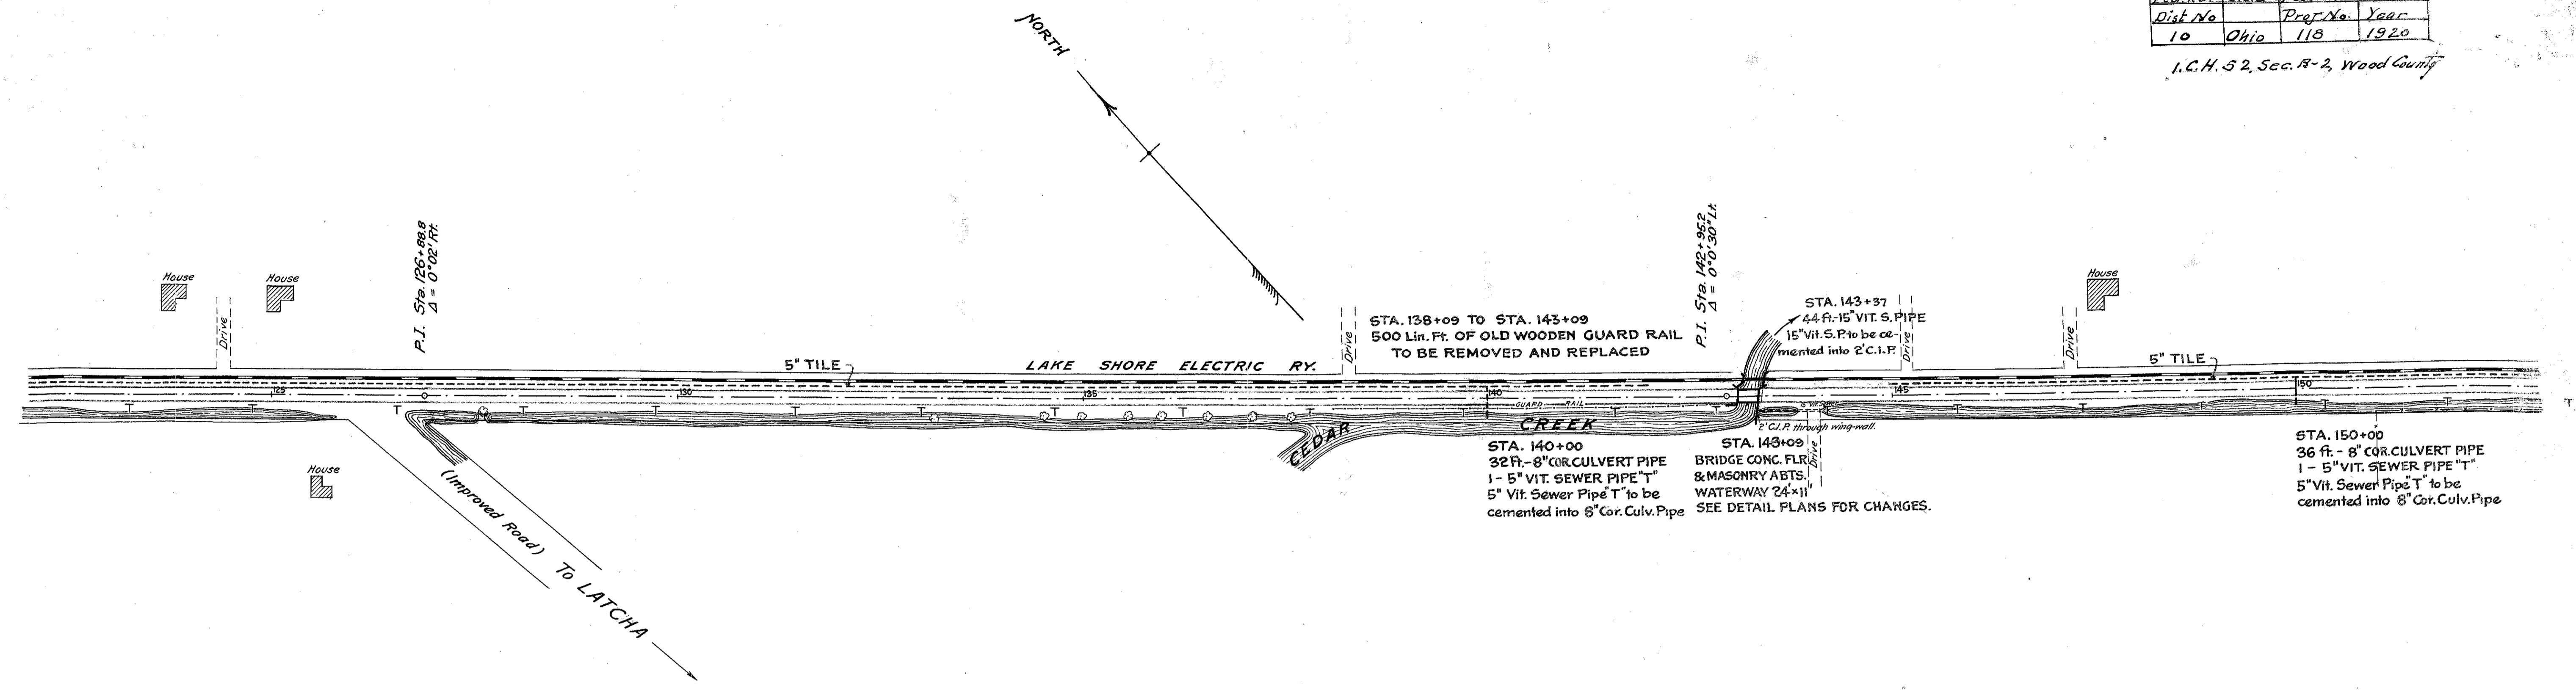 Dist No Proj No. Year
10 Ohio 118 1920
I.C.H. 52, Sec. B-2, Wood County
NORTH
House
House
Drive
P.I. Sta. 126+88.8
Δ = 0°02' Rt.
5" TILE
LAKE SHORE ELECTRIC RY.
Drive
STA. 138+09 TO STA. 143+09
500 Lin. Ft. OF OLD WOODEN GUARD RAIL
TO BE REMOVED AND REPLACED
P.I. Sta. 142+95.2
Δ = 0°0'30" Lt.
STA. 143+37
44 ft.-15" VIT. S. PIPE
15" Vit. S.P. to be ce-
mented into 2' C.I.P.
Drive
Drive
House
5" TILE
125
130
135
140
145
150
GUARD RAIL
CEDAR CREEK
2' C.I.P. through wing-wall.
House
(Improved Road) To LATCHA
STA. 140+00
32 Ft.-8" COR. CULVERT PIPE
1-5" VIT. SEWER PIPE "T"
5" Vit. Sewer Pipe "T" to be
cemented into 8" Cor. Culv. Pipe
STA. 143+09
BRIDGE CONC. FLR.
& MASONRY ABTS.
WATERWAY 24'x11'
SEE DETAIL PLANS FOR CHANGES.
Drive
STA. 150+00
36 ft.-8" COR. CULVERT PIPE
1-5" VIT. SEWER PIPE "T"
5" Vit. Sewer Pipe "T" to be
cemented into 8" Cor. Culv. Pipe